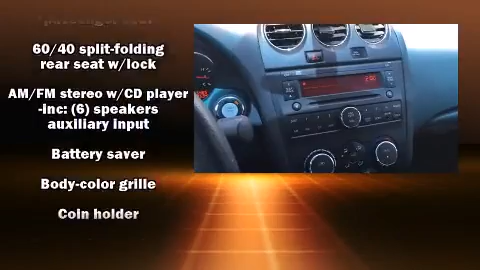 60/40 split-folding
rear seat w/lock
AM/FM stereo w/CD player
-inc: (6) speakers
auxiliary input
Battery saver
Body-color grille
Coin holder